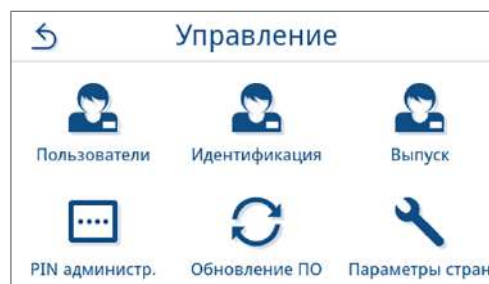 Управление
Пользователи Идентификация Выпуск
PIN администр. Обновление ПО Параметры стран